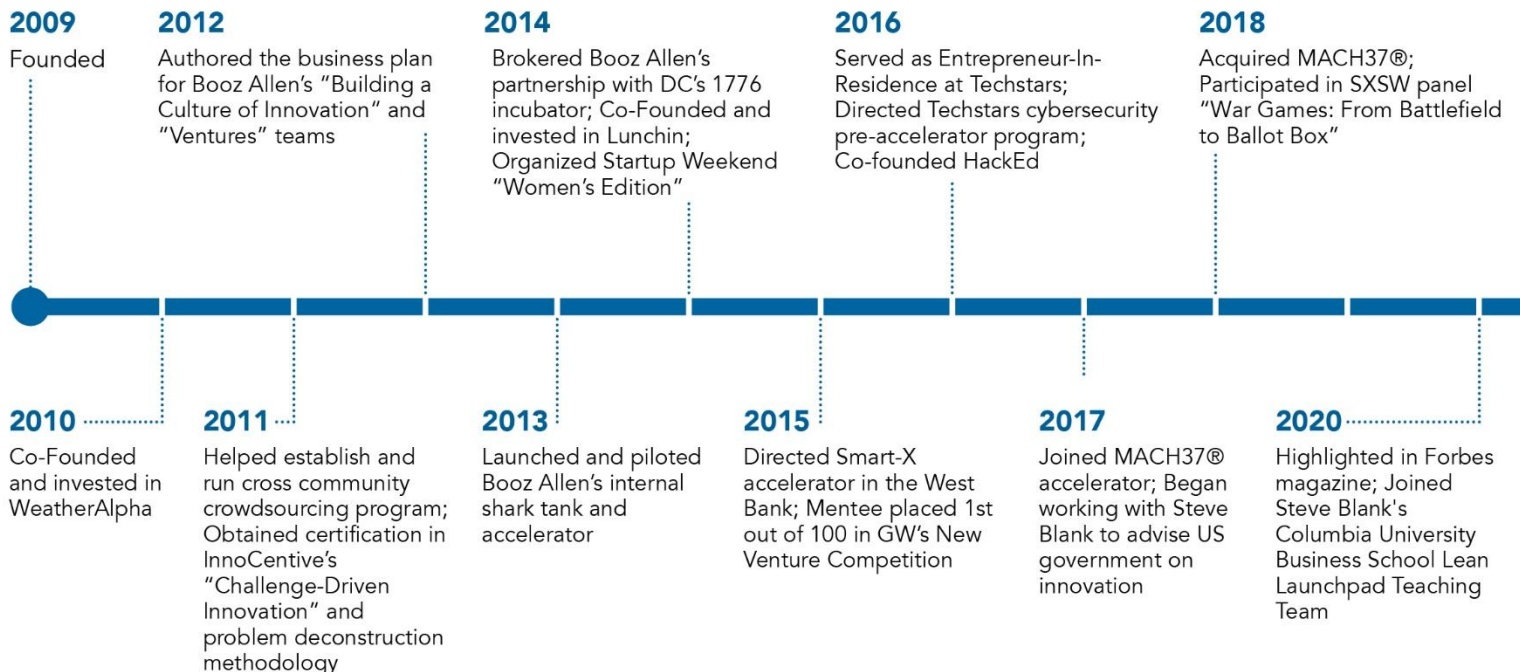 2009
Founded
2012
Authored the business plan
for Booz Allen’s “Building a
Culture of Innovation” and
“Ventures” teams
2014
Brokered Booz Allen’s
partnership with DC’s 1776
incubator; Co-Founded and
invested in Lunchin;
Organized Startup Weekend
“Women’s Edition”
2016
Served as Entrepreneur-In-
Residence at Techstars;
Directed Techstars cybersecurity
pre-accelerator program;
Co-founded HackEd
2018
Acquired MACH37®;
Participated in SXSW panel
“War Games: From Battlefield
to Ballot Box”
2010
Co-Founded
and invested in
WeatherAlpha
2011
Helped establish and
run cross community
crowdsourcing program;
Obtained certification in
InnoCentive’s
“Challenge-Driven
Innovation” and
problem deconstruction
methodology
2013
Launched and piloted
Booz Allen’s internal
shark tank and
accelerator
2015
Directed Smart-X
accelerator in the West
Bank; Mentee placed 1st
out of 100 in GW’s New
Venture Competition
2017
Joined MACH37®
accelerator; Began
working with Steve
Blank to advise US
government on
innovation
2020
Highlighted in Forbes
magazine; Joined
Steve Blank's
Columbia University
Business School Lean
Launchpad Teaching
Team